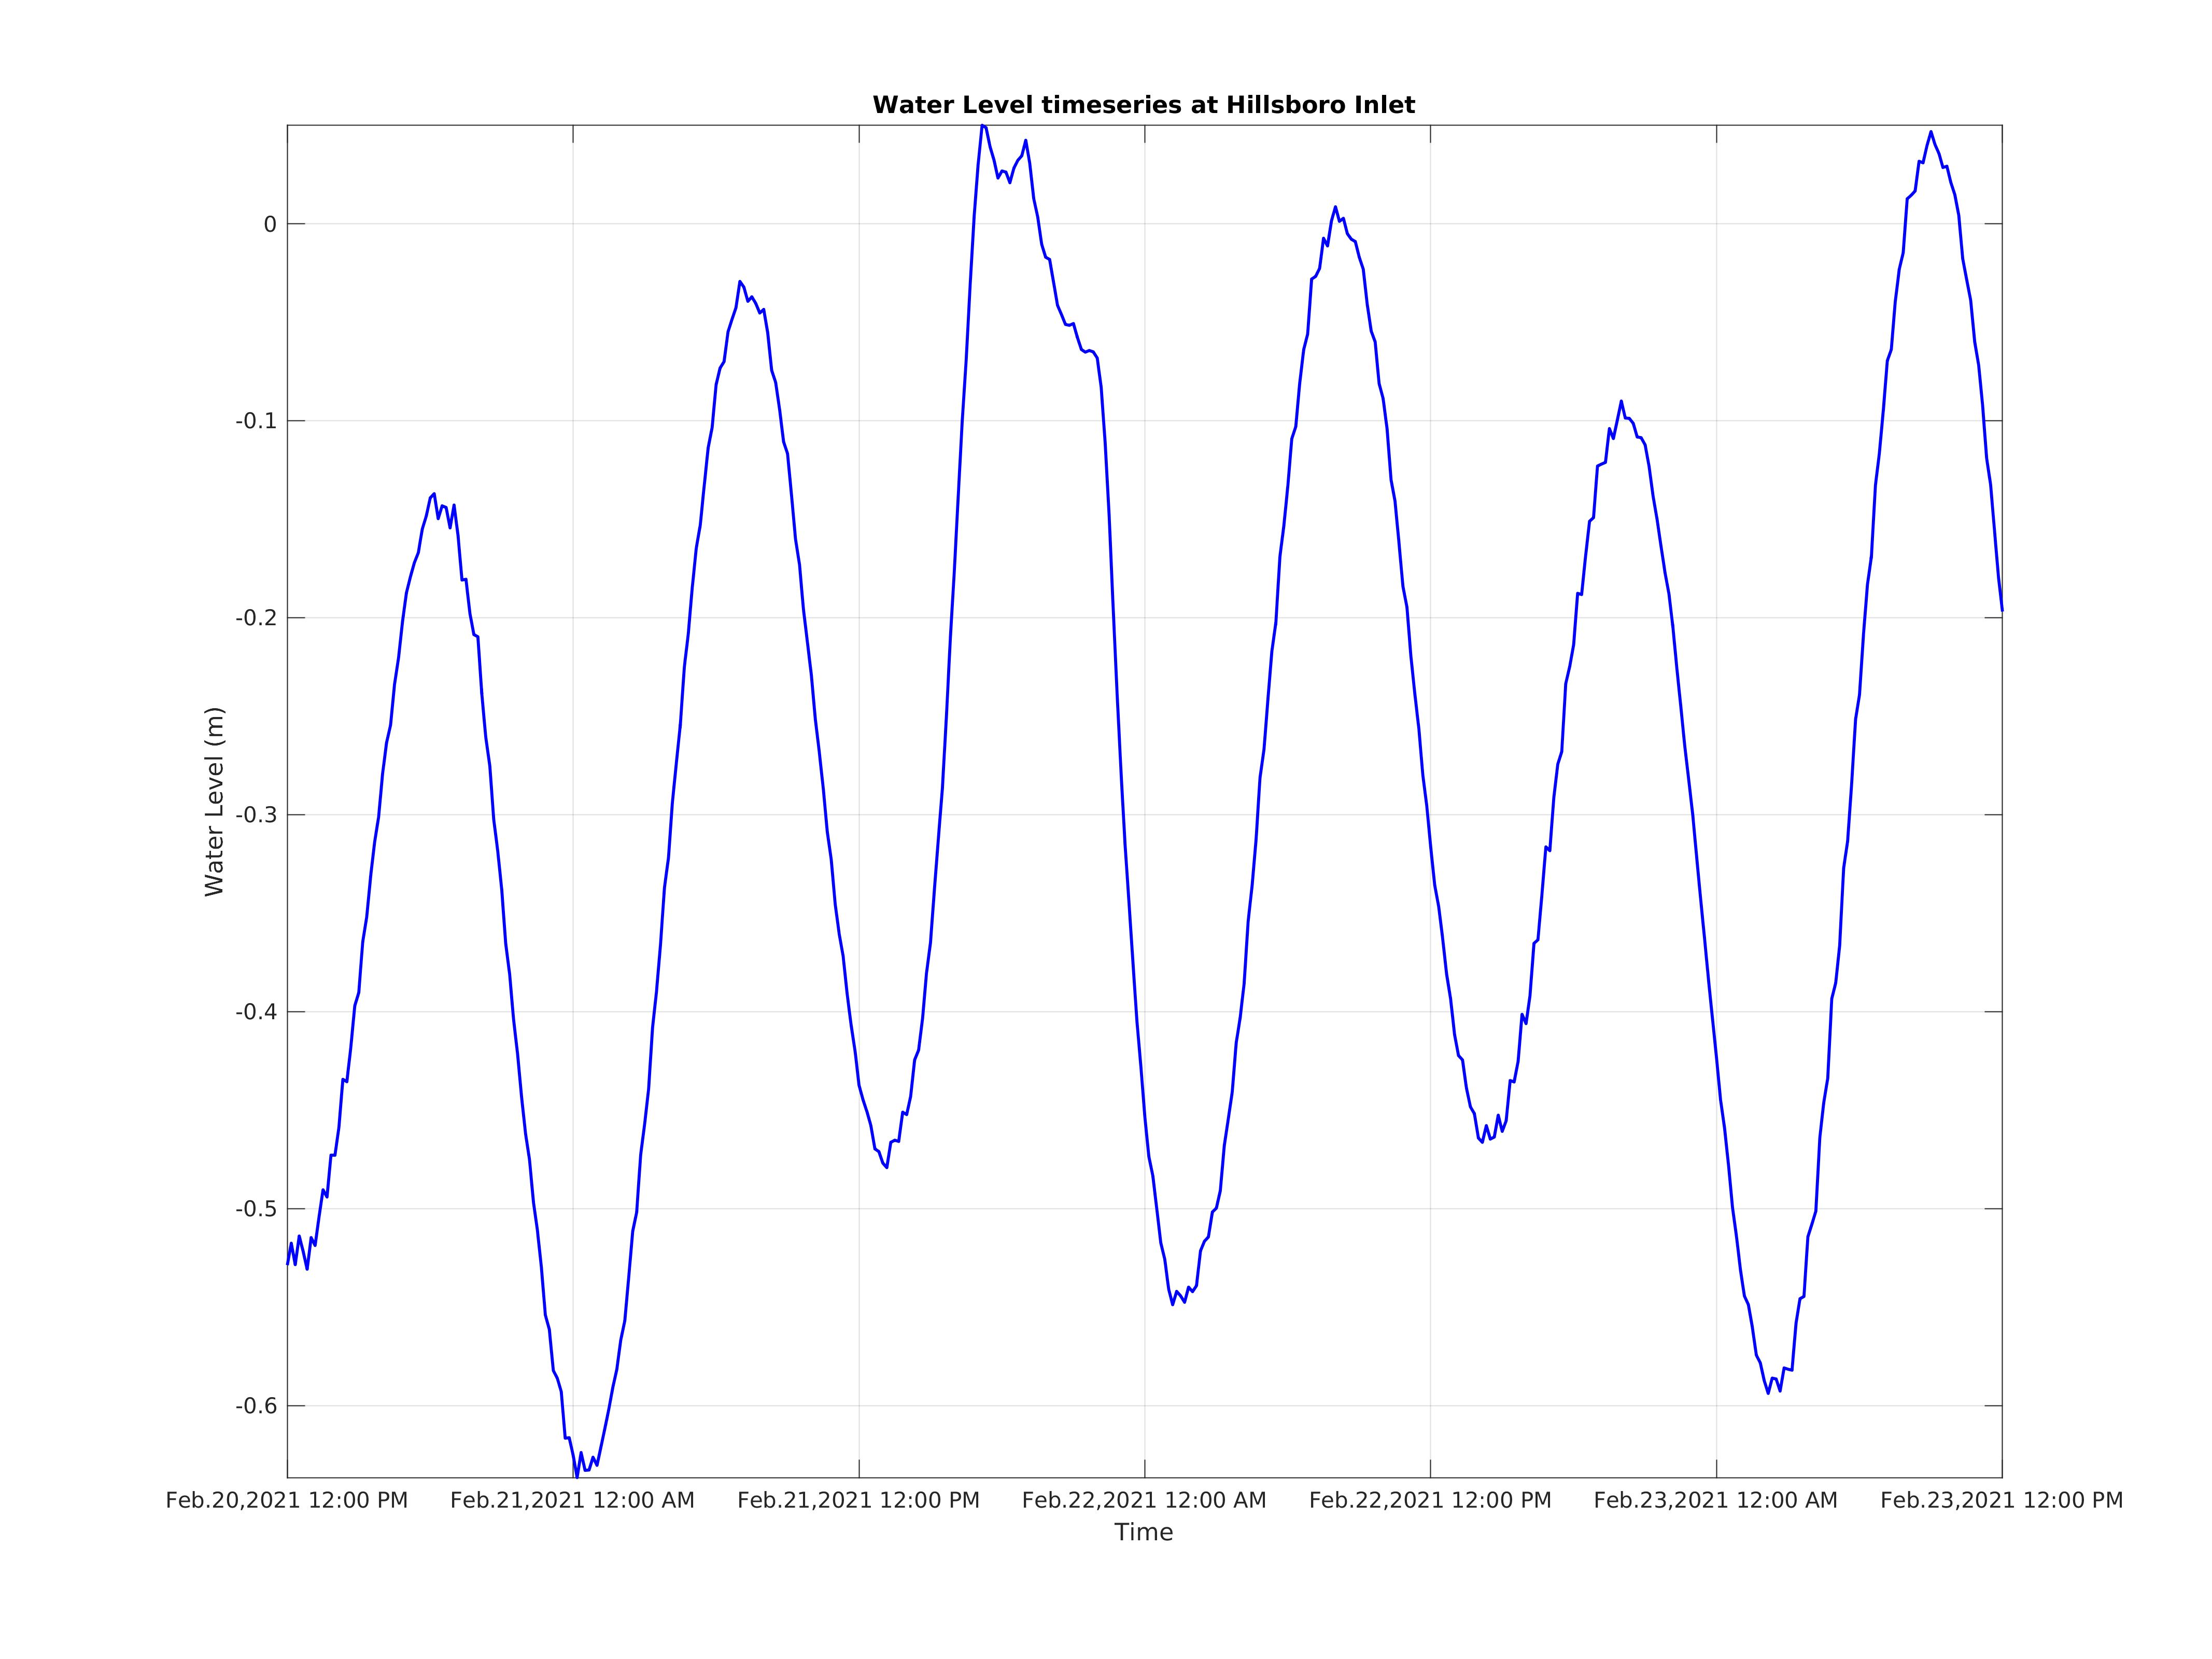 Water Level timeseries at Hillsboro Inlet
0
-0.1
-0.2
-0.3
-0.4
-0.5
-0.6
Water Level (m)
Feb.20,2021 12:00 PM Feb.21,2021 12:00 AM Feb.21,2021 12:00 PM Feb.22,2021 12:00 AM Feb.22,2021 12:00 PM Feb.23,2021 12:00 AM Feb.23,2021 12:00 PM
Time